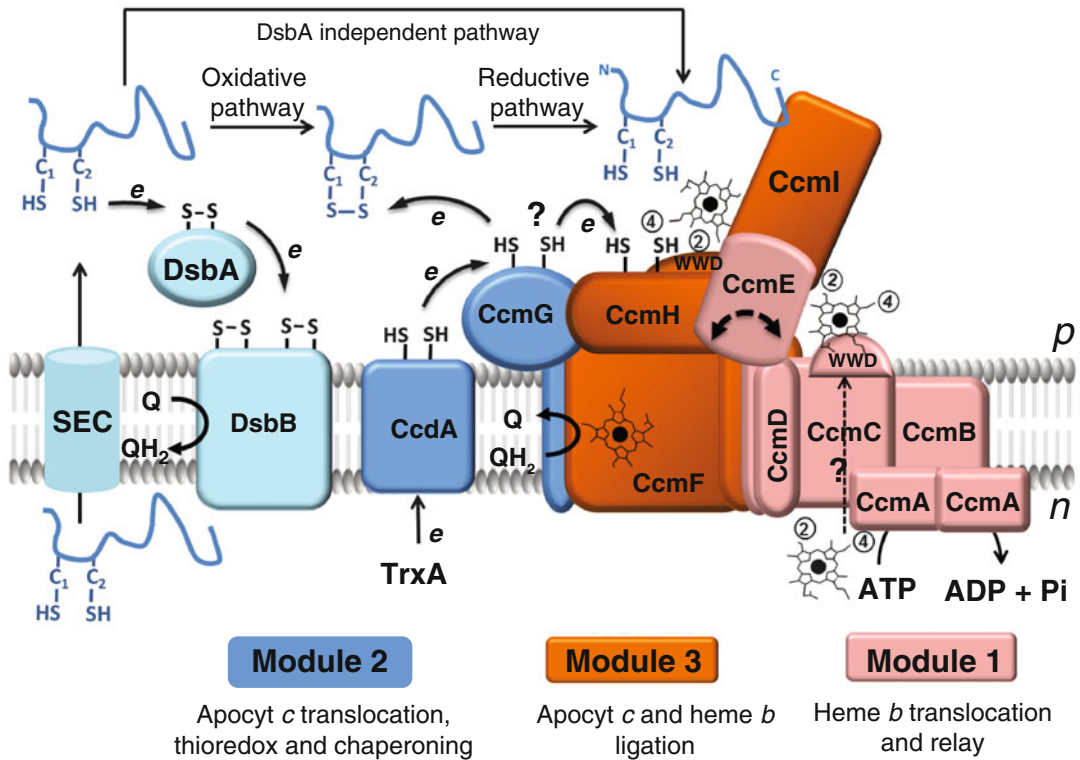 DsbA independent pathway
Oxidative
pathway
Reductive
pathway
N
C
C1 C2
HS SH
C1 C2
S–S
C1 C2
HS SH
e
S–S
DsbA
e
e
?
e
HS SH
HS SH
④
②
WWD
CcmI
CcmE
②
④
WWD
p
S–S S–S
HS SH
e
CcmG
CcmH
SEC
Q
QH2
DsbB
CcdA
Q
QH2
CcmF
CcmD
CcmC
?
CcmB
CcmA
CcmA
n
C1 C2
HS SH
e
TrxA
②
④
ATP
ADP + Pi
Module 2
Module 3
Module 1
Apocyt c translocation,
thioredox and chaperoning
Apocyt c and heme b
ligation
Heme b translocation
and relay